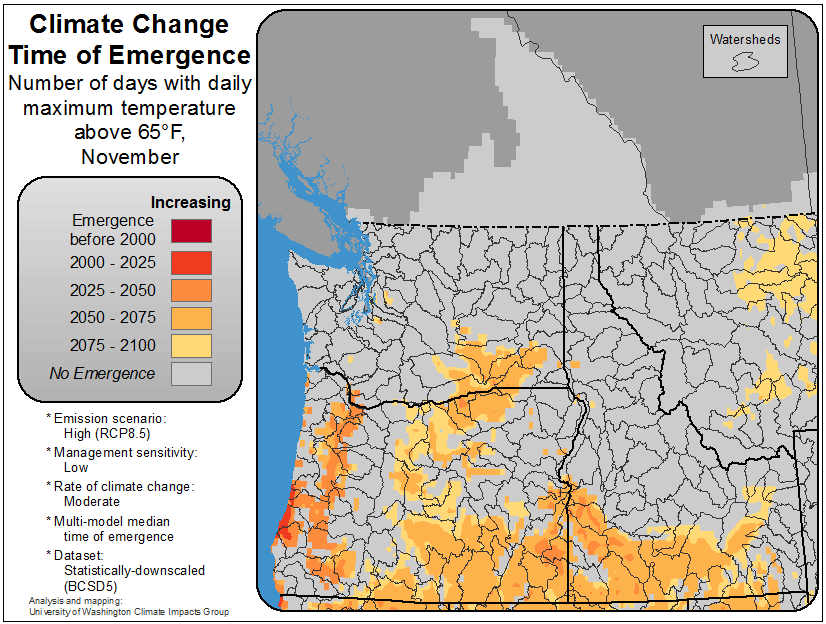 Climate Change
Time of Emergence
Number of days with daily
maximum temperature
above 65°F,
November
Increasing
Emergence
before 2000
2000 - 2025
2025 - 2050
2050 - 2075
2075 - 2100
No Emergence
* Emission scenario:
High (RCP8.5)
* Management sensitivity:
Low
* Rate of climate change:
Moderate
* Multi-model median
time of emergence
* Dataset:
Statistically-downscaled
(BCSD5)
Analysis and mapping:
University of Washington Climate Impacts Group
Watersheds